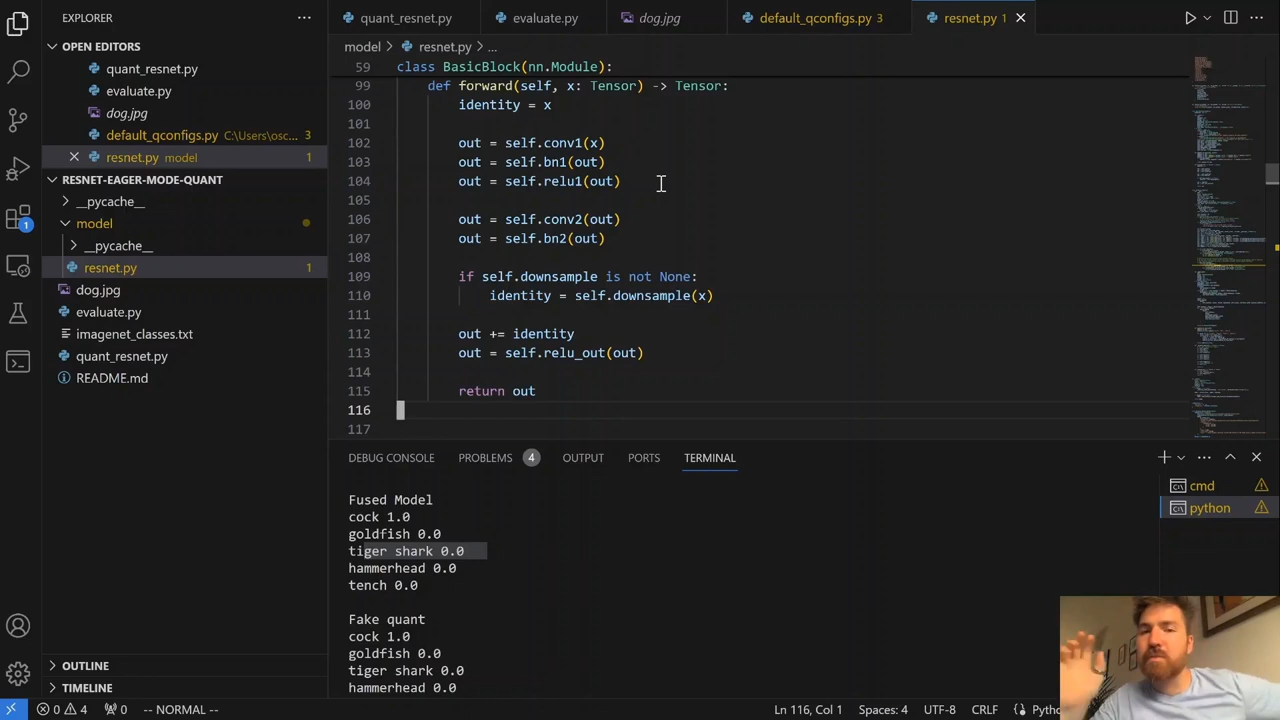 EXPLORER
quant_resnet.py
evaluate.py
dog.jpg
default_qconfigs.py 3
resnet.py 1
OPEN EDITORS
quant_resnet.py
evaluate.py
dog.jpg
default_qconfigs.py C:\Users\osc... 3
resnet.py model 1
RESNET-EAGER-MODE-QUANT
__pycache__
model
__pycache__
resnet.py 1
dog.jpg
evaluate.py
imagenet_classes.txt
quant_resnet.py
README.md
OUTLINE
TIMELINE
1
model > resnet.py > ...
59 class BasicBlock(nn.Module):
99 def forward(self, x: Tensor) -> Tensor:
100 identity = x
101
102 out = self.conv1(x)
103 out = self.bn1(out)
104 out = self.relu1(out)
105
106 out = self.conv2(out)
107 out = self.bn2(out)
108
109 if self.downsample is not None:
110 identity = self.downsample(x)
111
112 out += identity
113 out = self.relu_out(out)
114
115 return out
116
117
DEBUG CONSOLE PROBLEMS 4 OUTPUT PORTS TERMINAL
cmd
python
Fused Model
cock 1.0
goldfish 0.0
tiger shark 0.0
hammerhead 0.0
tench 0.0
Fake quant
cock 1.0
goldfish 0.0
tiger shark 0.0
hammerhead 0.0
0 4 0 -- NORMAL -- Ln 116, Col 1 Spaces: 4 UTF-8 CRLF